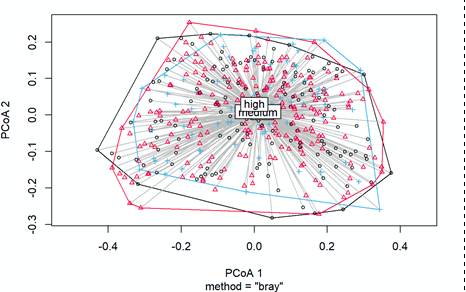 PCoA 2
0.2
0.1
0.0
-0.1
-0.2
-0.3
high
medium
-0.4
-0.2
0.0
0.2
0.4
PCoA 1
method = "bray"